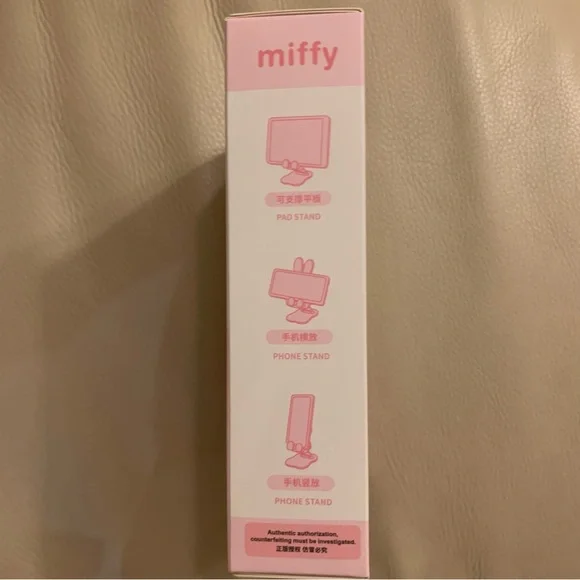 miffy
可支撑平板
PAD STAND
手机横放
PHONE STAND
手机竖放
PHONE STAND
Authentic authorization,
counterfeiting must be investigated.
正版授权 仿冒必究